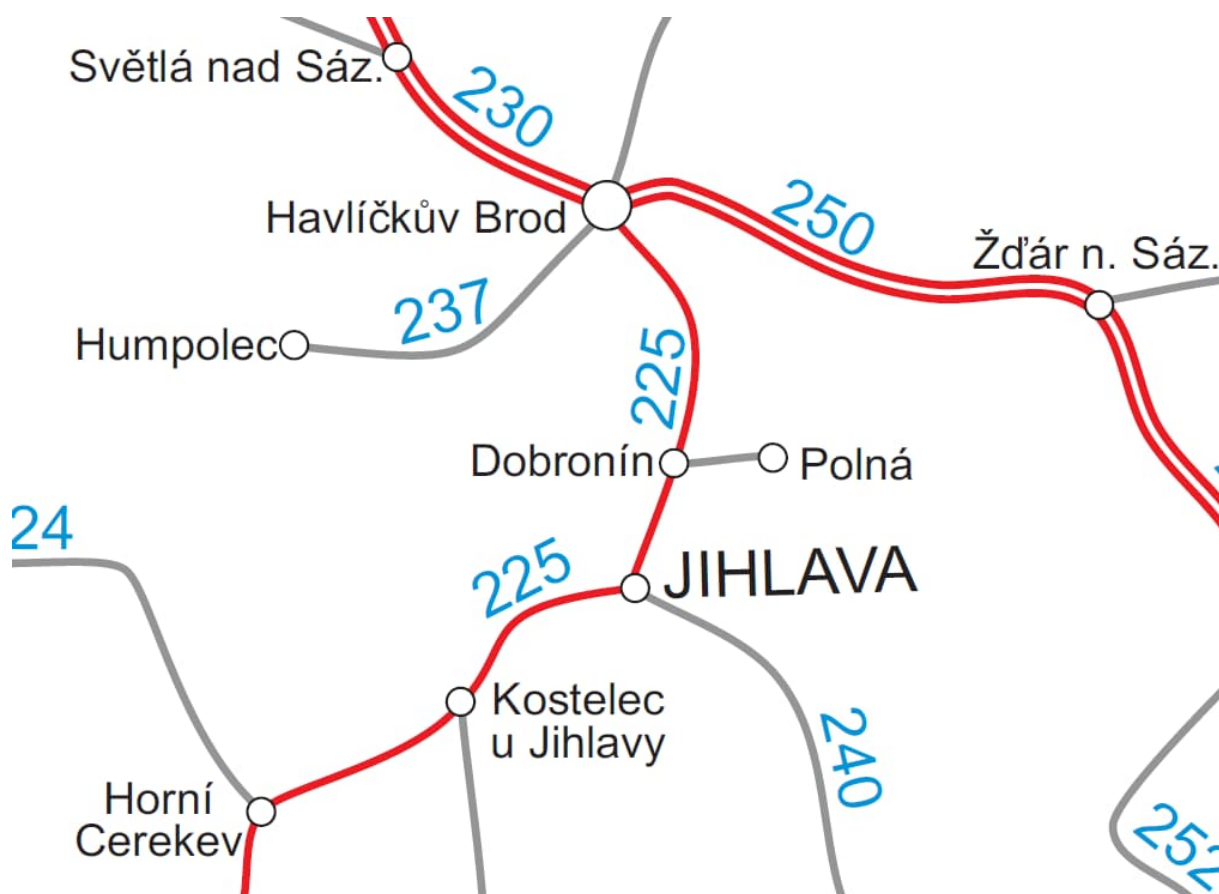 Světlá nad Sáz.
230
Havlíčkův Brod
250
Žďár n. Sáz.
237
Humpolec
225
Dobronín
Polná
24
225
JIHLAVA
Kostelec
u Jihlavy
240
Horní
Cerekev
252